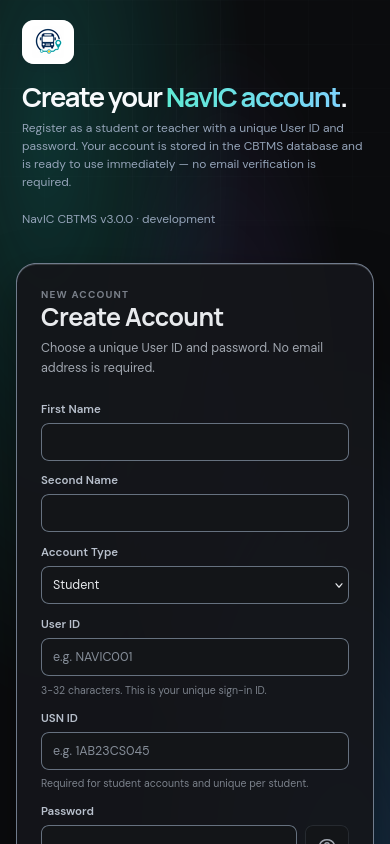 Create your NavIC account.
Register as a student or teacher with a unique User ID and
password. Your account is stored in the CBTMS database and
is ready to use immediately — no email verification is
required.
NavIC CBTMS v3.0.0 · development
NEW ACCOUNT
Create Account
Choose a unique User ID and password. No email
address is required.
First Name
Second Name
Account Type
Student
User ID
e.g. NAVIC001
3–32 characters. This is your unique sign-in ID.
USN ID
e.g. 1AB23CS045
Required for student accounts and unique per student.
Password